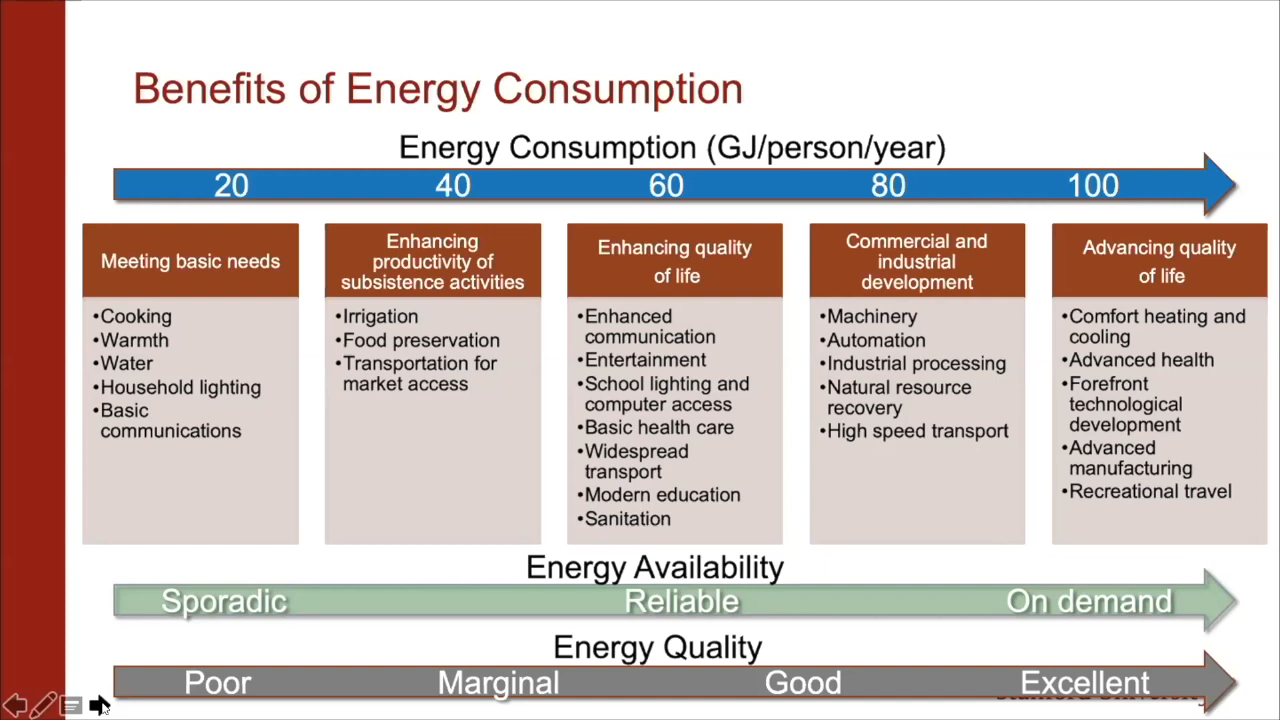 Benefits of Energy Consumption
Energy Consumption (GJ/person/year)
20 40 60 80 100
Meeting basic needs
•Cooking
•Warmth
•Water
•Household lighting
•Basic
communications
Enhancing
productivity of
subsistence activities
•Irrigation
•Food preservation
•Transportation for
market access
Enhancing quality
of life
•Enhanced
communication
•Entertainment
•School lighting and
computer access
•Basic health care
•Widespread
transport
•Modern education
•Sanitation
Commercial and
industrial
development
•Machinery
•Automation
•Industrial processing
•Natural resource
recovery
•High speed transport
Advancing quality
of life
•Comfort heating and
cooling
•Advanced health
•Forefront
technological
development
•Advanced
manufacturing
•Recreational travel
Energy Availability
Sporadic Reliable On demand
Energy Quality
Poor Marginal Good Excellent